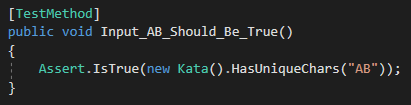 [TestMethod]
public void Input_AB_Should_Be_True()
{
    Assert.IsTrue(new Kata().HasUniqueChars("AB"));
}